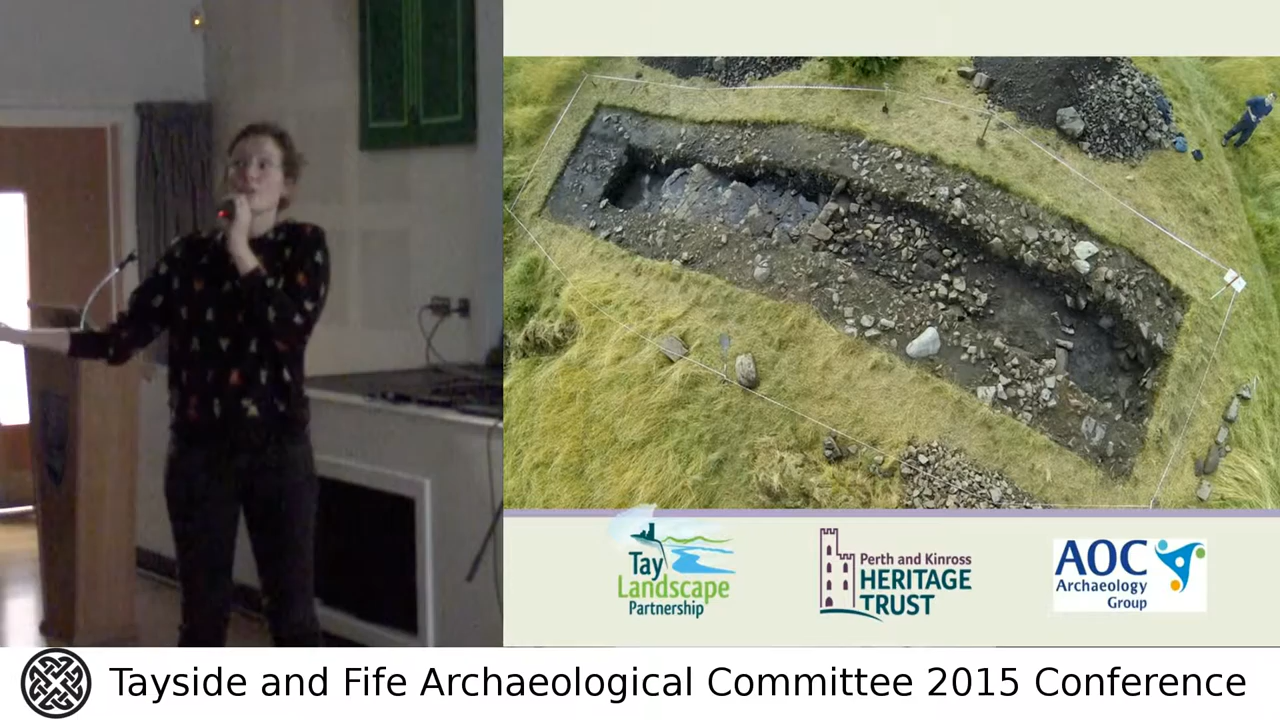 Tay
Landscape
Partnership
Perth and Kinross
HERITAGE
TRUST
AOC
Archaeology
Group
Tayside and Fife Archaeological Committee 2015 Conference